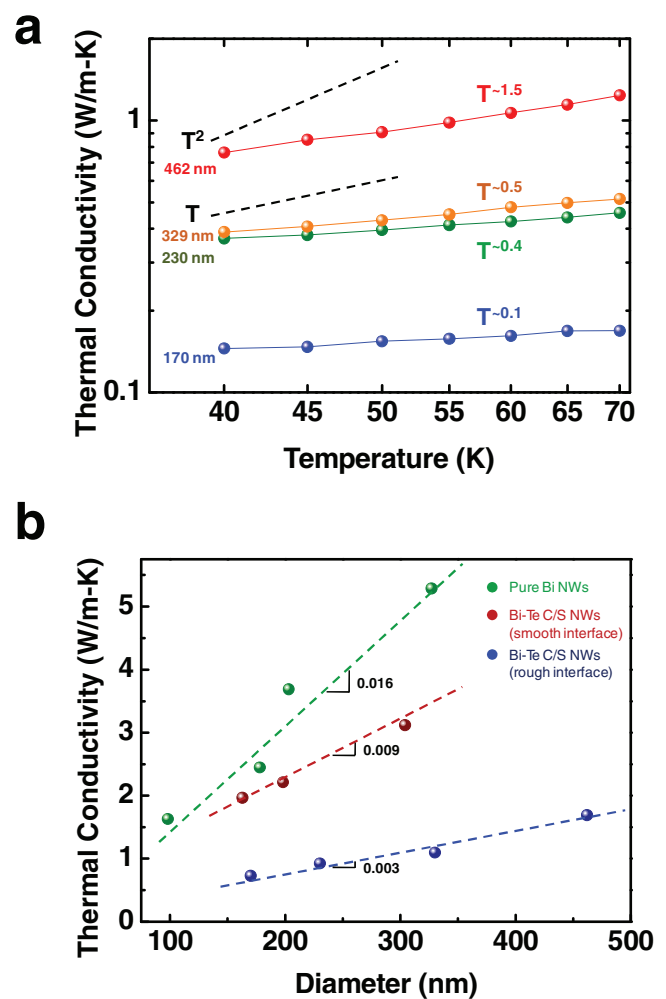 a
Thermal Conductivity (W/m-K)
1
0.1
T²
462 nm
T
329 nm
230 nm
170 nm
T~1.5
T~0.5
T~0.4
T~0.1
40 45 50 55 60 65 70
Temperature (K)
b
Thermal Conductivity (W/m-K)
5
4
3
2
1
0
Pure Bi NWs
Bi-Te C/S NWs
(smooth interface)
Bi-Te C/S NWs
(rough interface)
0.016
0.009
0.003
100 200 300 400 500
Diameter (nm)